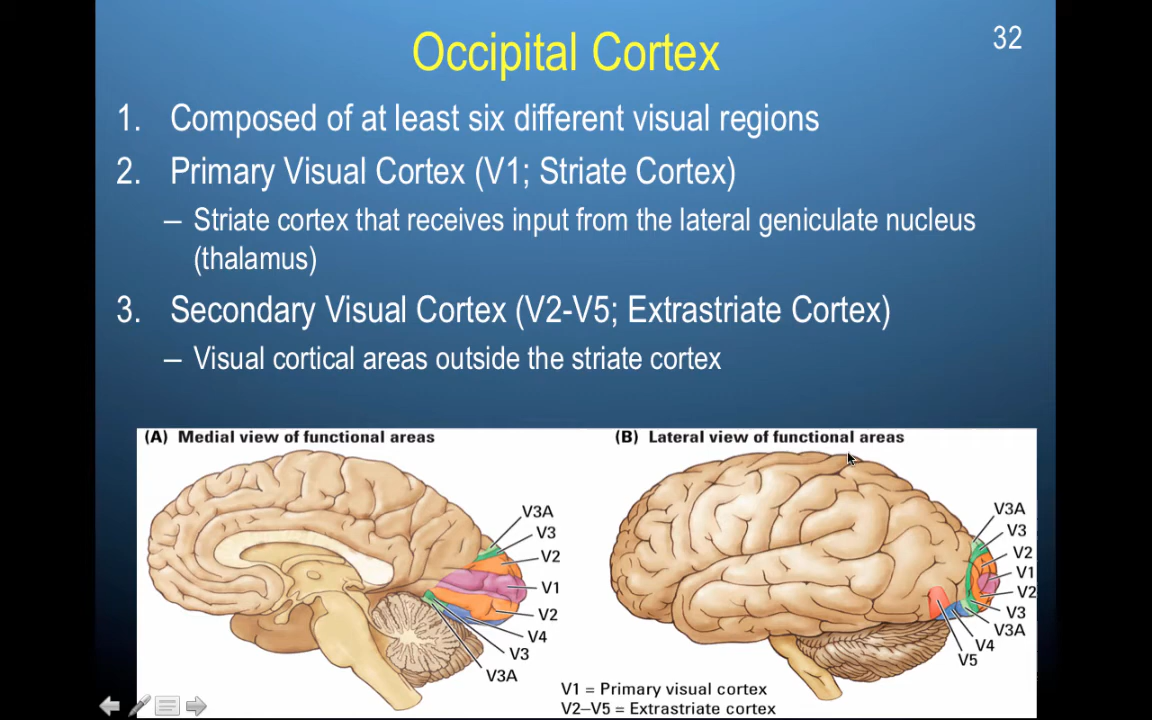 Occipital Cortex
32
1. Composed of at least six different visual regions
2. Primary Visual Cortex (V1; Striate Cortex)
– Striate cortex that receives input from the lateral geniculate nucleus
(thalamus)
3. Secondary Visual Cortex (V2-V5; Extrastriate Cortex)
– Visual cortical areas outside the striate cortex
(A) Medial view of functional areas
V3A
V3
V2
V1
V2
V4
V3
V3A
(B) Lateral view of functional areas
V3A
V3
V2
V1
V2
V3
V3A
V4
V5
V1 = Primary visual cortex
V2–V5 = Extrastriate cortex